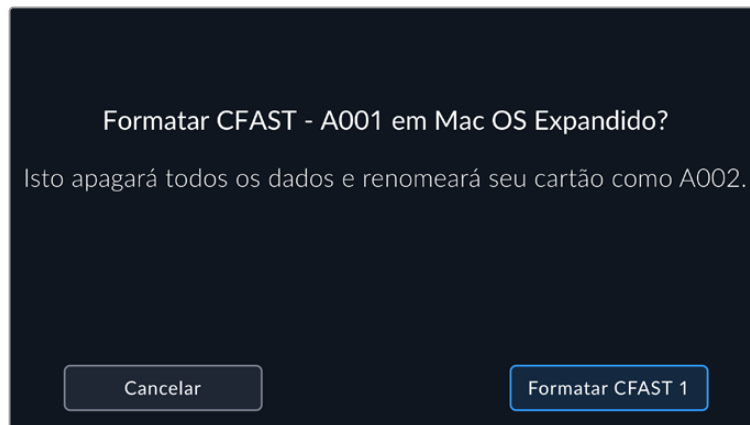 Formatar CFAST - A001 em Mac OS Expandido?
Isto apagará todos os dados e renomeará seu cartão como A002.
Cancelar
Formatar CFAST 1